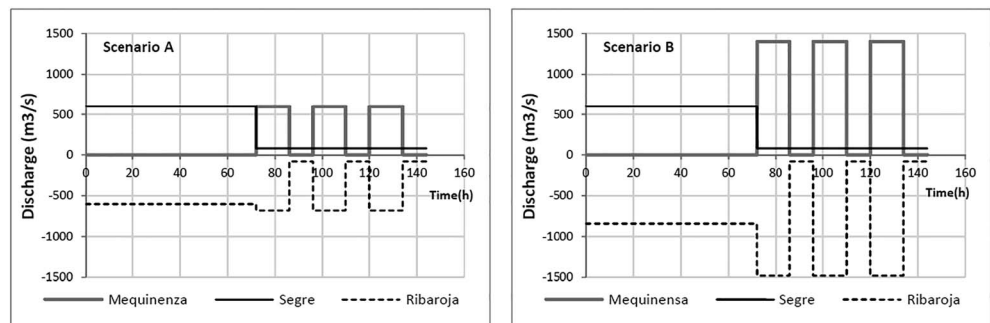 Scenario A
Discharge (m3/s)
1500
1000
500
0
-500
-1000
-1500
0 20 40 60 80 100 120 140 160
Time(h)
Mequinenza Segre Ribaroja
Scenario B
Discharge (m3/s)
1500
1000
500
0
-500
-1000
-1500
0 20 40 60 80 100 120 140 160
Time(h)
Mequinensa Segre Ribaroja